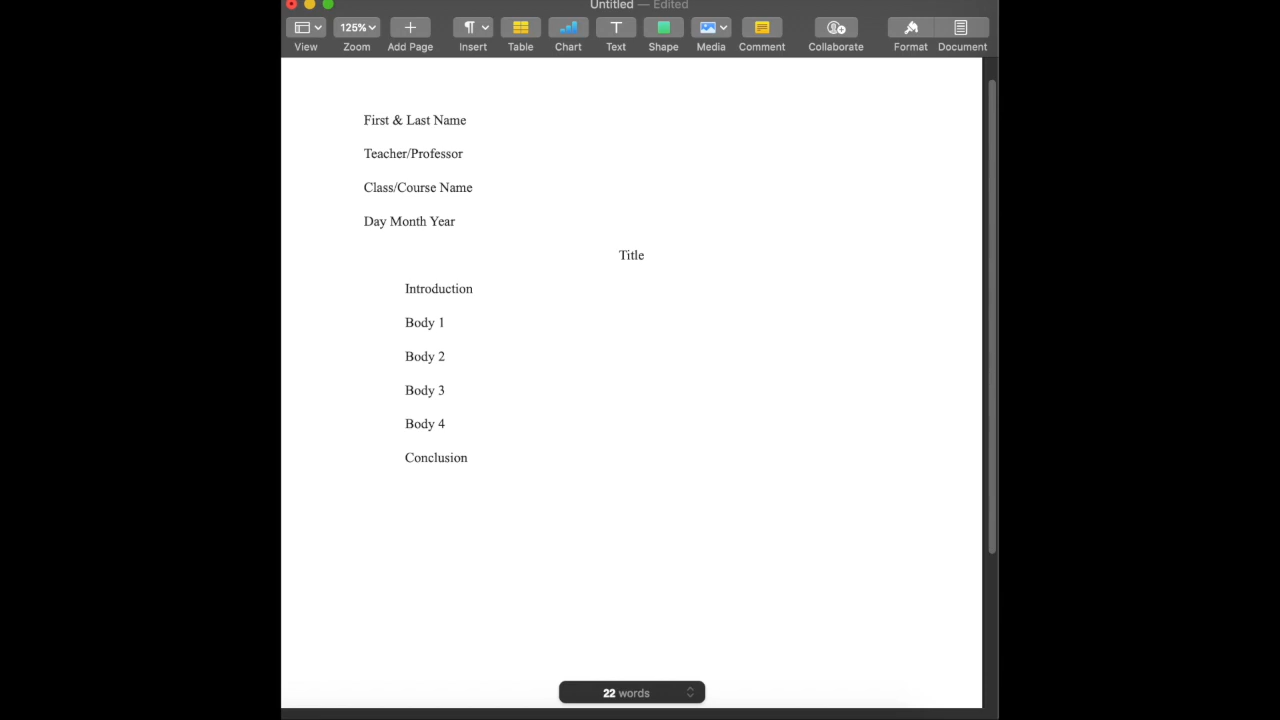 Untitled — Edited
125%
View Zoom Add Page Insert Table Chart Text Shape Media Comment Collaborate Format Document
First & Last Name
Teacher/Professor
Class/Course Name
Day Month Year
Title
Introduction
Body 1
Body 2
Body 3
Body 4
Conclusion
22 words